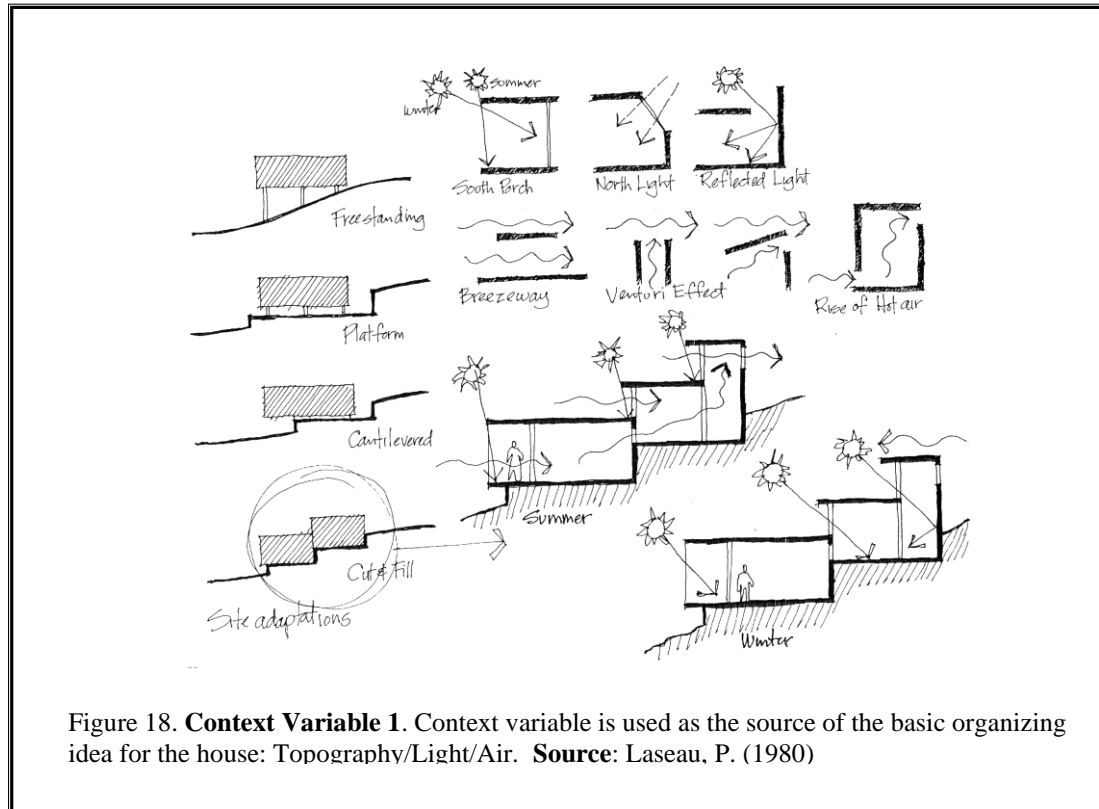 summer
winter
South Porch
North Light
Reflected Light
Freestanding
Breezeway
Venturi Effect
Rise of Hot air
Platform
Cantilevered
Summer
Cut & Fill
Site adaptations
Winter
Figure 18. Context Variable 1. Context variable is used as the source of the basic organizing
idea for the house: Topography/Light/Air. Source: Laseau, P. (1980)